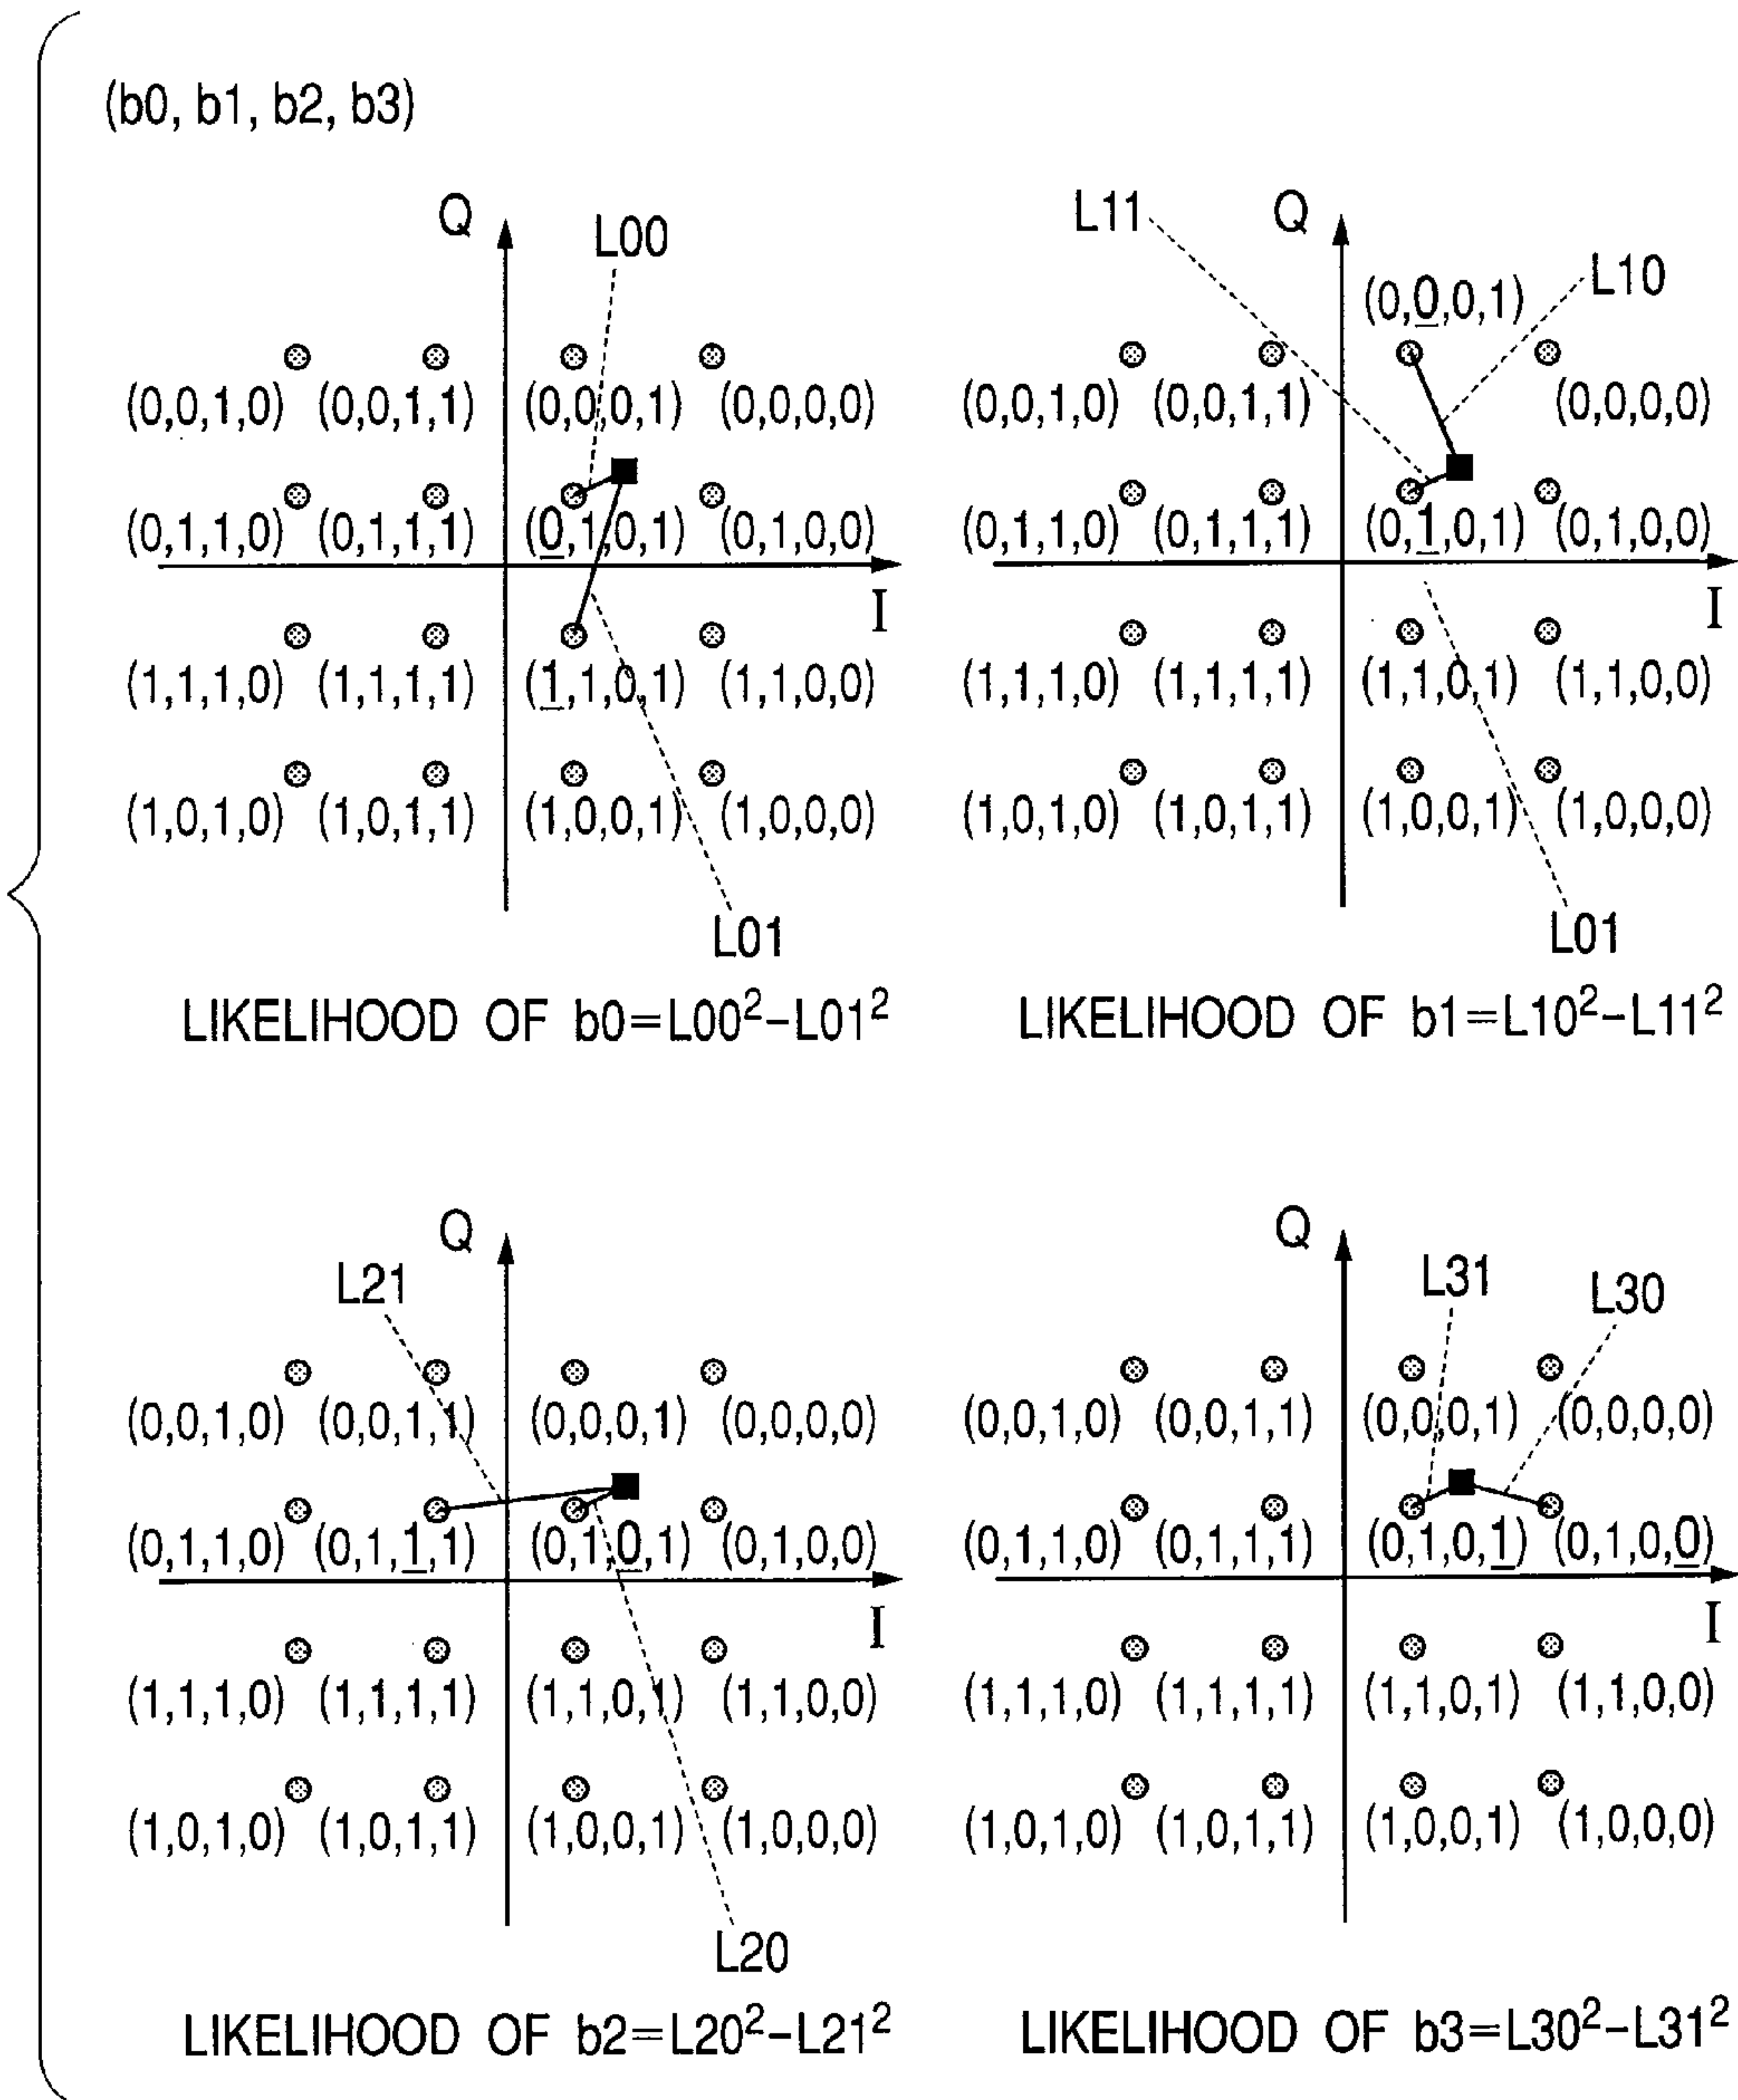 (b0, b1, b2, b3)
Q
L00
(0,0,1,0) (0,0,1,1) (0,0,0,1) (0,0,0,0)
(0,1,1,0) (0,1,1,1) (0,1,0,1) (0,1,0,0)
I
(1,1,1,0) (1,1,1,1) (1,1,0,1) (1,1,0,0)
(1,0,1,0) (1,0,1,1) (1,0,0,1) (1,0,0,0)
L01
LIKELIHOOD OF b0=L00²-L01²
L11
Q
L10
(0,0,0,1)
(0,0,1,0) (0,0,1,1) (0,0,0,0)
(0,1,1,0) (0,1,1,1) (0,1,0,1) (0,1,0,0)
I
(1,1,1,0) (1,1,1,1) (1,1,0,1) (1,1,0,0)
(1,0,1,0) (1,0,1,1) (1,0,0,1) (1,0,0,0)
L01
LIKELIHOOD OF b1=L10²-L11²
Q
L21
(0,0,1,0) (0,0,1,1) (0,0,0,1) (0,0,0,0)
(0,1,1,0) (0,1,1,1) (0,1,0,1) (0,1,0,0)
I
(1,1,1,0) (1,1,1,1) (1,1,0,1) (1,1,0,0)
(1,0,1,0) (1,0,1,1) (1,0,0,1) (1,0,0,0)
L20
LIKELIHOOD OF b2=L20²-L21²
Q
L31
L30
(0,0,1,0) (0,0,1,1) (0,0,0,1) (0,0,0,0)
(0,1,1,0) (0,1,1,1) (0,1,0,1) (0,1,0,0)
I
(1,1,1,0) (1,1,1,1) (1,1,0,1) (1,1,0,0)
(1,0,1,0) (1,0,1,1) (1,0,0,1) (1,0,0,0)
LIKELIHOOD OF b3=L30²-L31²